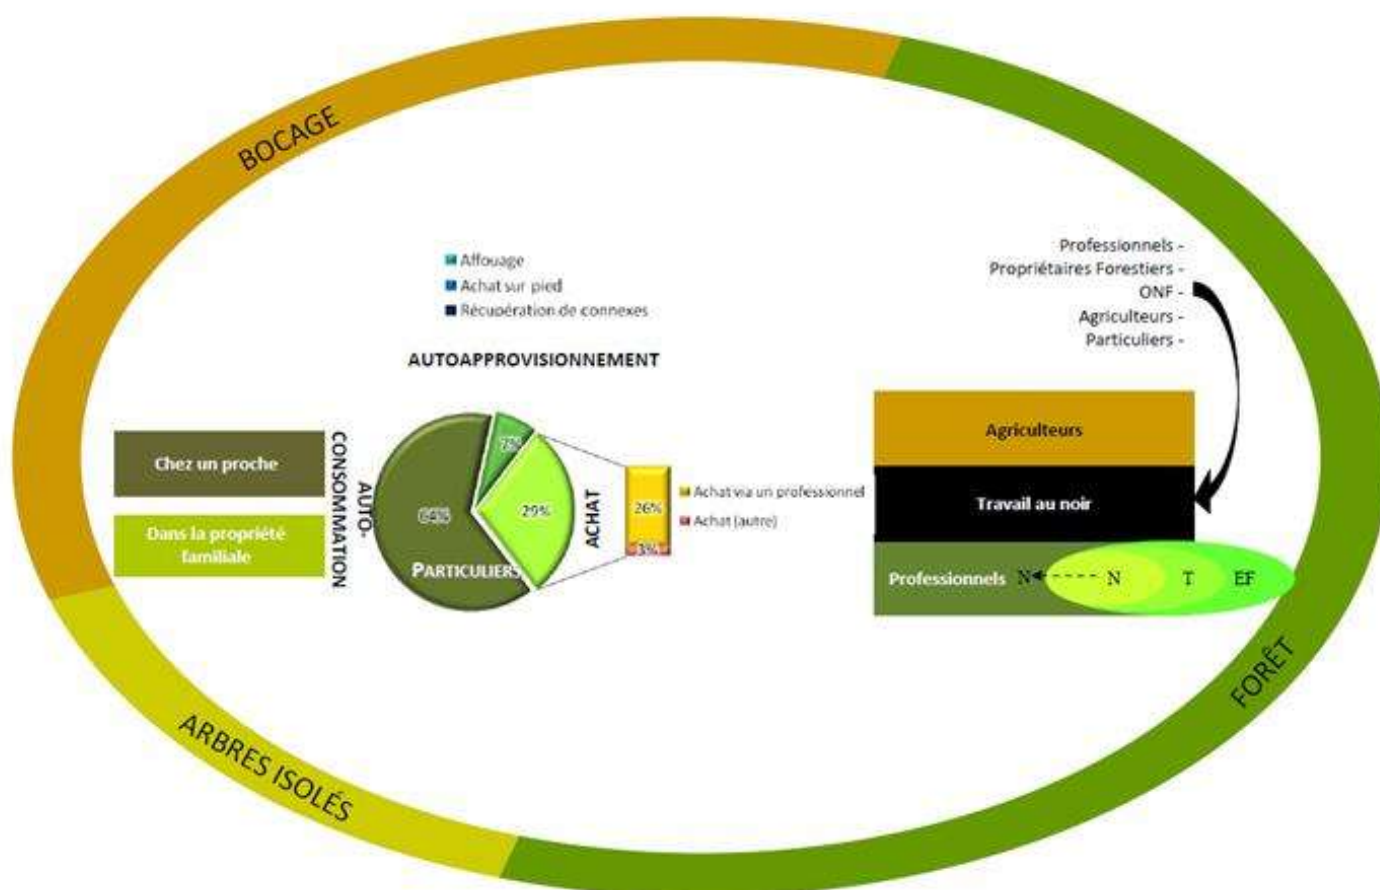 BOCAGE
Professionnels -
Propriétaires Forestiers -
ONF -
Agriculteurs -
Particuliers -
Affouage
Achat sur pied
Récupération de connexes
AUTOAPPROVISIONNEMENT
Chez un proche
Dans la propriété
familiale
AUTO-
CONSOMMATION
64%
7%
29%
PARTICULIERS
ACHAT
26%
3%
Achat via un professionnel
Achat (autre)
Agriculteurs
Travail au noir
Professionnels N N T EF
FORÊT
ARBRES ISOLÉS